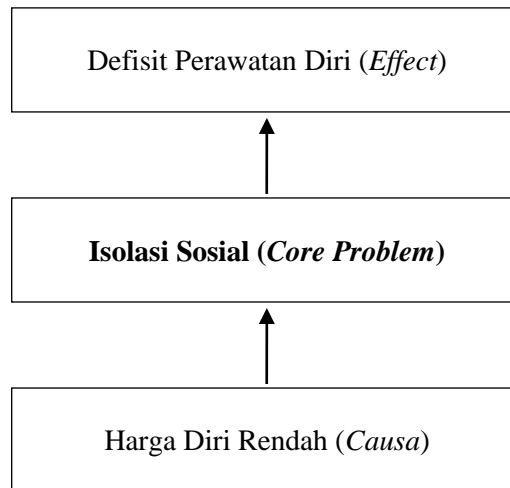 Defisit Perawatan Diri (Effect)
Isolasi Sosial (Core Problem)
Harga Diri Rendah (Causa)